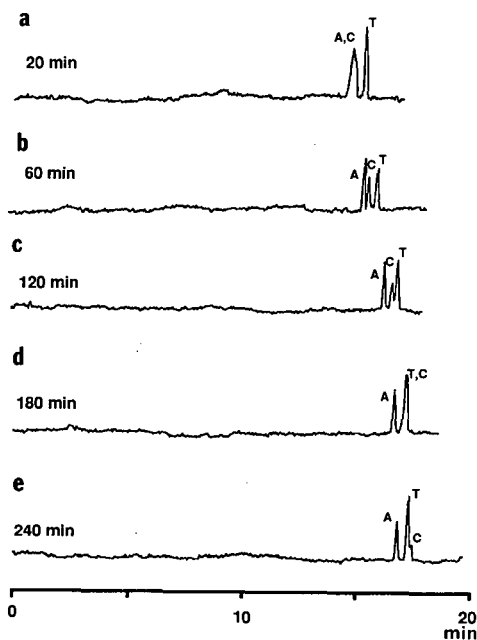 a
A,C T
20 min
b
60 min
A C T
c
120 min
A C T
d
180 min
A T,C
e
240 min
A T
C
0 10 20
min